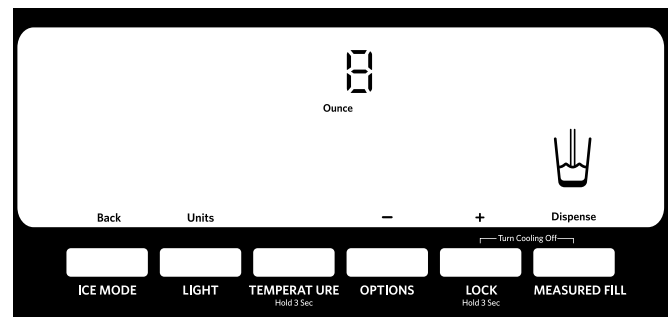 8
Ounce
Back Units − + Dispense
Turn Cooling Off
ICE MODE LIGHT TEMPERAT URE OPTIONS LOCK MEASURED FILL
Hold 3 Sec Hold 3 Sec